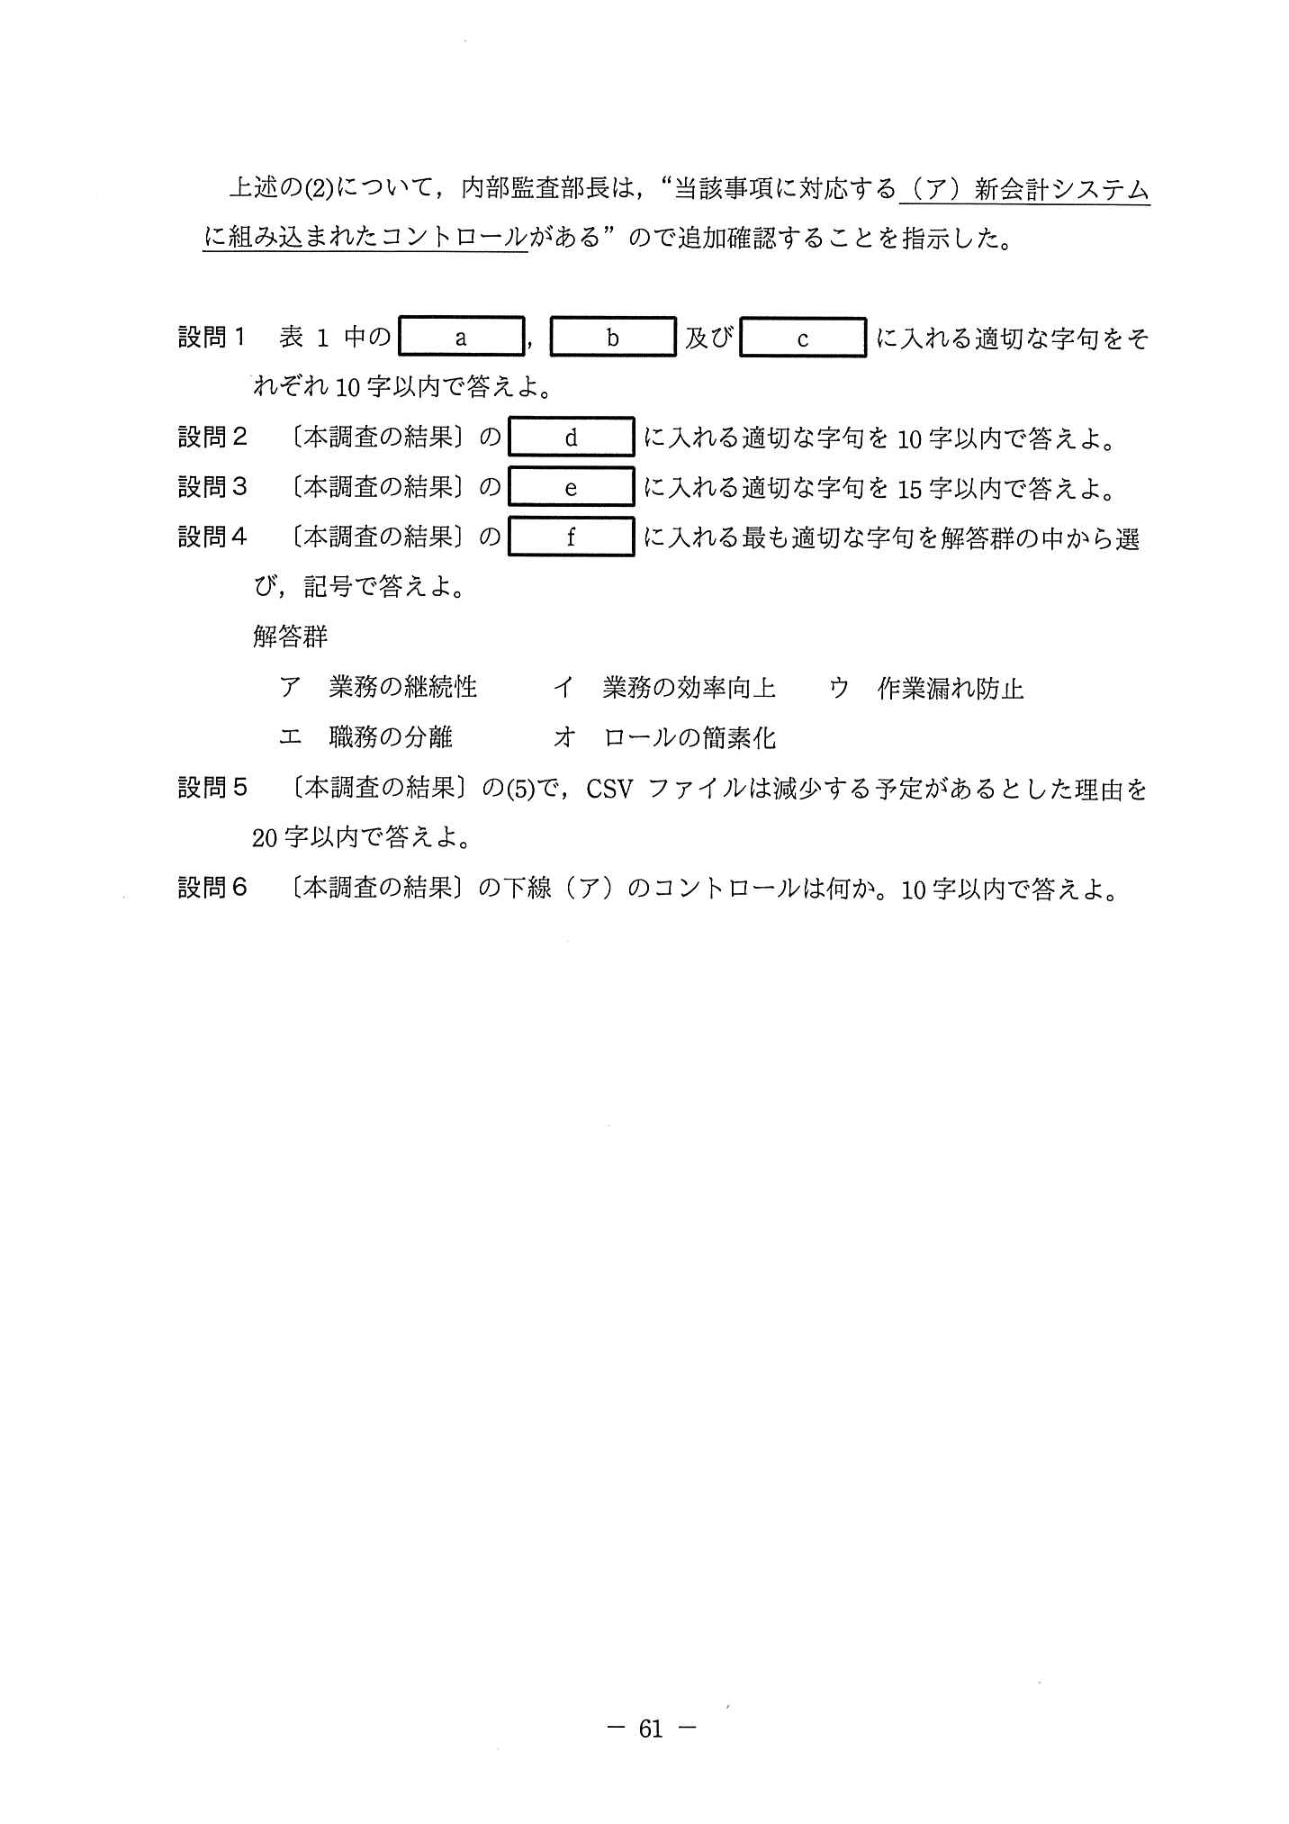 上述の(2)について，内部監査部長は，“当該事項に対応する（ア）新会計システム
に組み込まれたコントロールがある”ので追加確認することを指示した。
設問1　表 1 中の a ， b 及び c に入れる適切な字句をそ
れぞれ 10 字以内で答えよ。
設問2　〔本調査の結果〕の d に入れる適切な字句を 10 字以内で答えよ。
設問3　〔本調査の結果〕の e に入れる適切な字句を 15 字以内で答えよ。
設問4　〔本調査の結果〕の f に入れる最も適切な字句を解答群の中から選
び，記号で答えよ。
解答群
ア　業務の継続性　イ　業務の効率向上　ウ　作業漏れ防止
エ　職務の分離　オ　ロールの簡素化
設問5　〔本調査の結果〕の(5)で，CSV ファイルは減少する予定があるとした理由を
20 字以内で答えよ。
設問6　〔本調査の結果〕の下線（ア）のコントロールは何か。10 字以内で答えよ。
－ 61 －